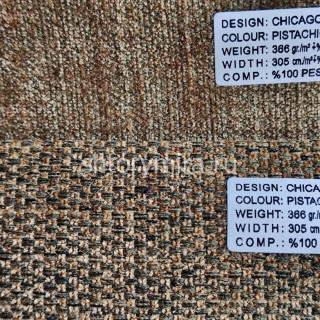 DESIGN: CHICAGO
COLOUR: PISTACHI
WEIGHT: 366 gr./m²
WIDTH: 305 cm./m²
COMP.: %100 PES
DESIGN: CHICA
COLOUR: PISTAC
WEIGHT: 366 gr
WIDTH: 305 cm
COMP.: %100